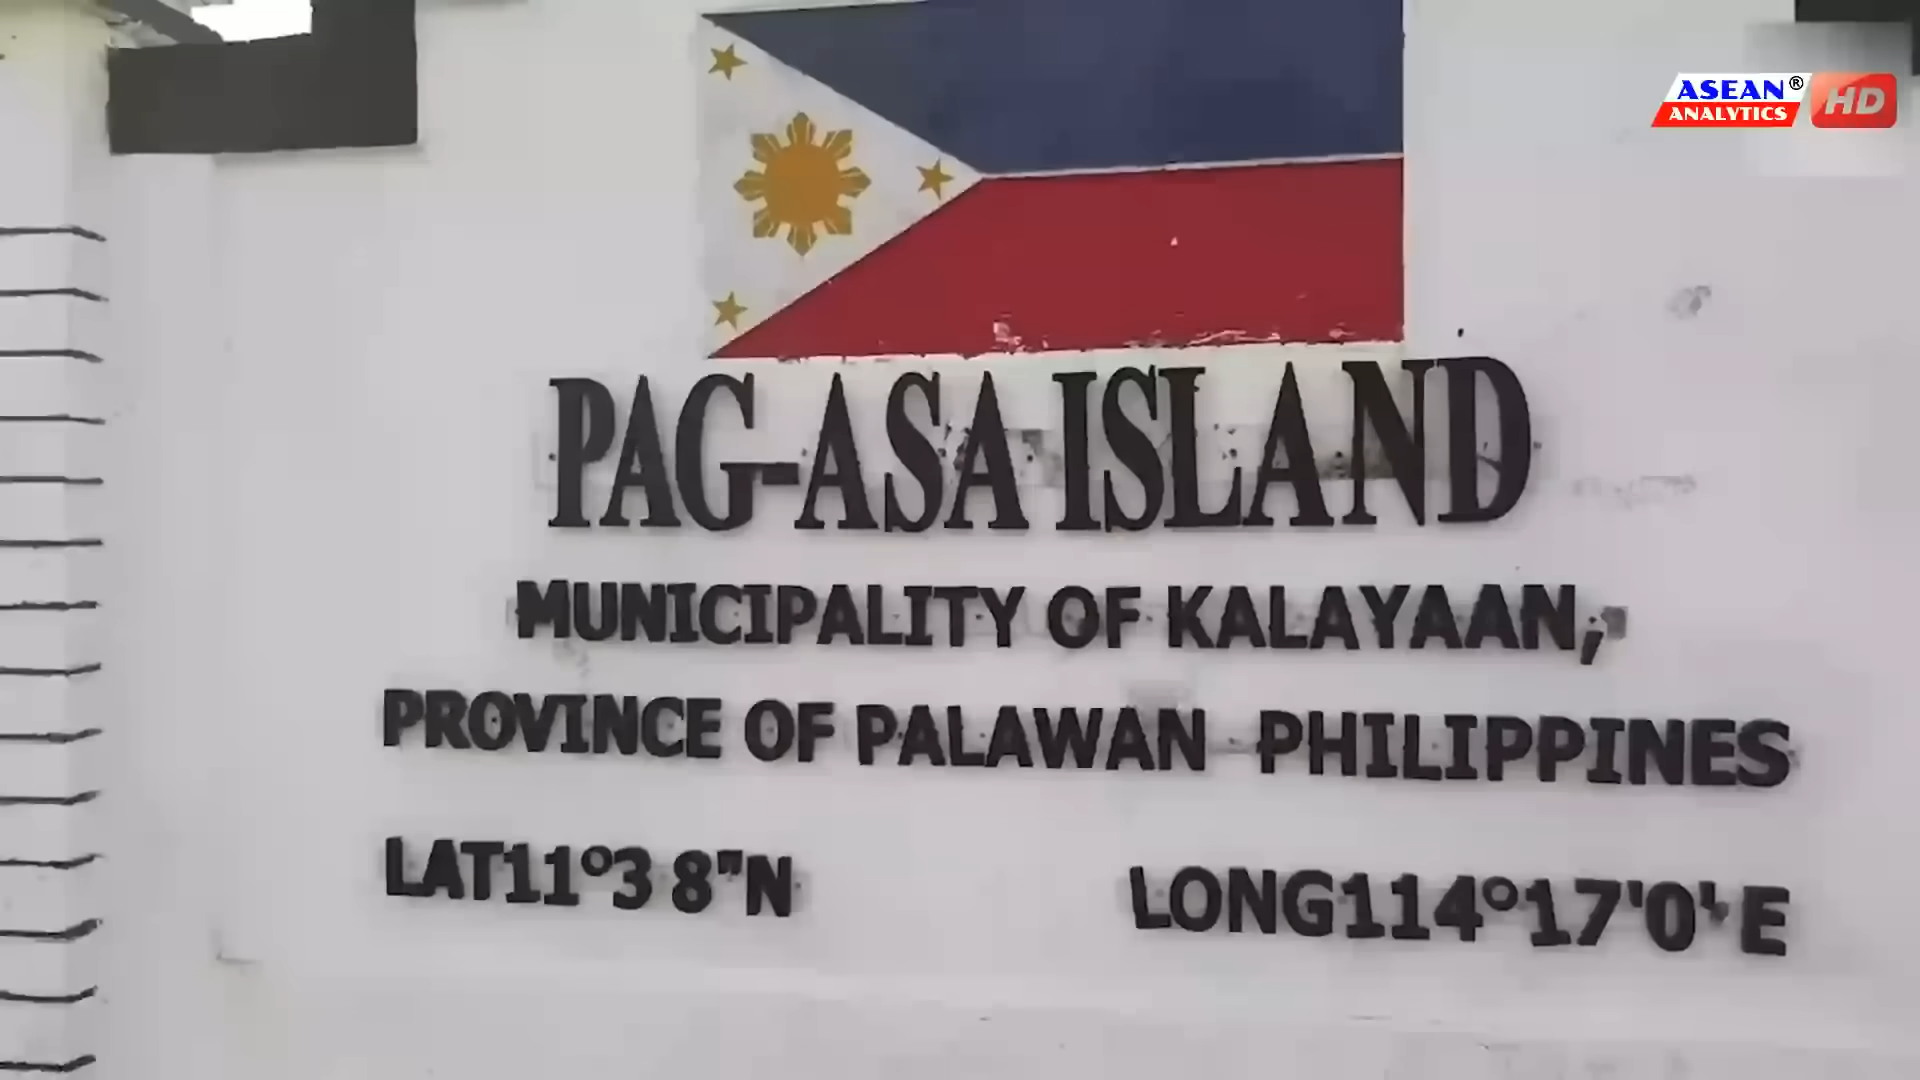 ASEAN®
ANALYTICS
HD
PAG-ASA ISLAND
MUNICIPALITY OF KALAYAAN,
PROVINCE OF PALAWAN PHILIPPINES
LAT11°3 8"N
LONG114°17'0" E